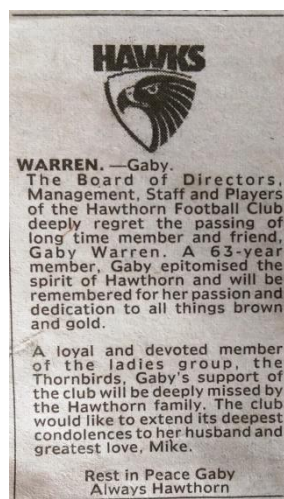 HAWKS
WARREN. —Gaby.
The Board of Directors,
Management, Staff and Players
of the Hawthorn Football Club
deeply regret the passing of
long time member and friend,
Gaby Warren. A 63-year
member, Gaby epitomised the
spirit of Hawthorn and will be
remembered for her passion and
dedication to all things brown
and gold.
A loyal and devoted member
of the ladies group, the
Thornbirds, Gaby's support of
the club will be deeply missed by
the Hawthorn family. The club
would like to extend its deepest
condolences to her husband and
greatest love, Mike.
Rest in Peace Gaby
Always Hawthorn